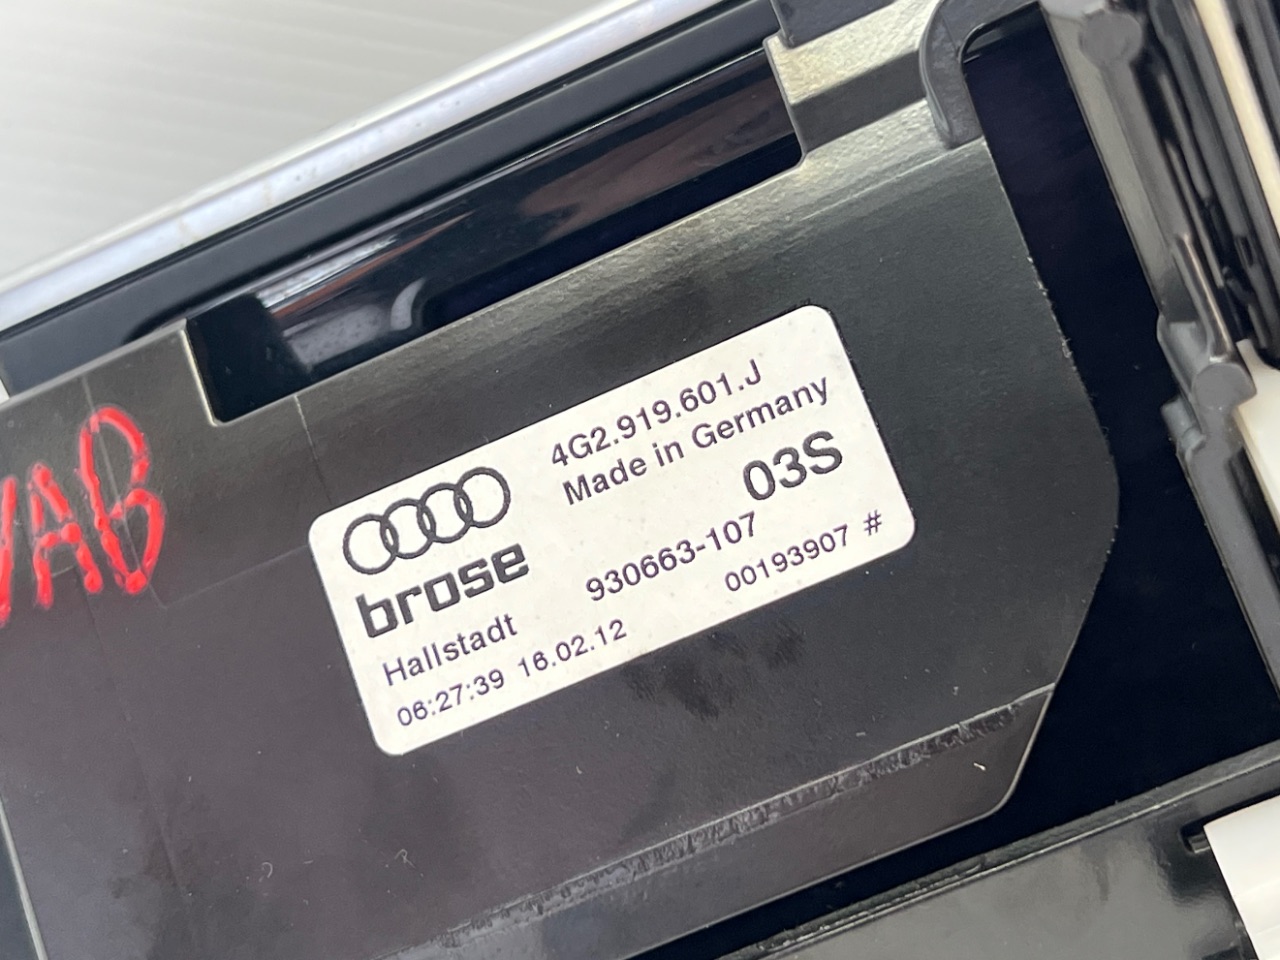 4G2.919.601.J
Made in Germany
03S
brose
930663-107
Hallstadt
00193907 #
06:27:39 16.02.12